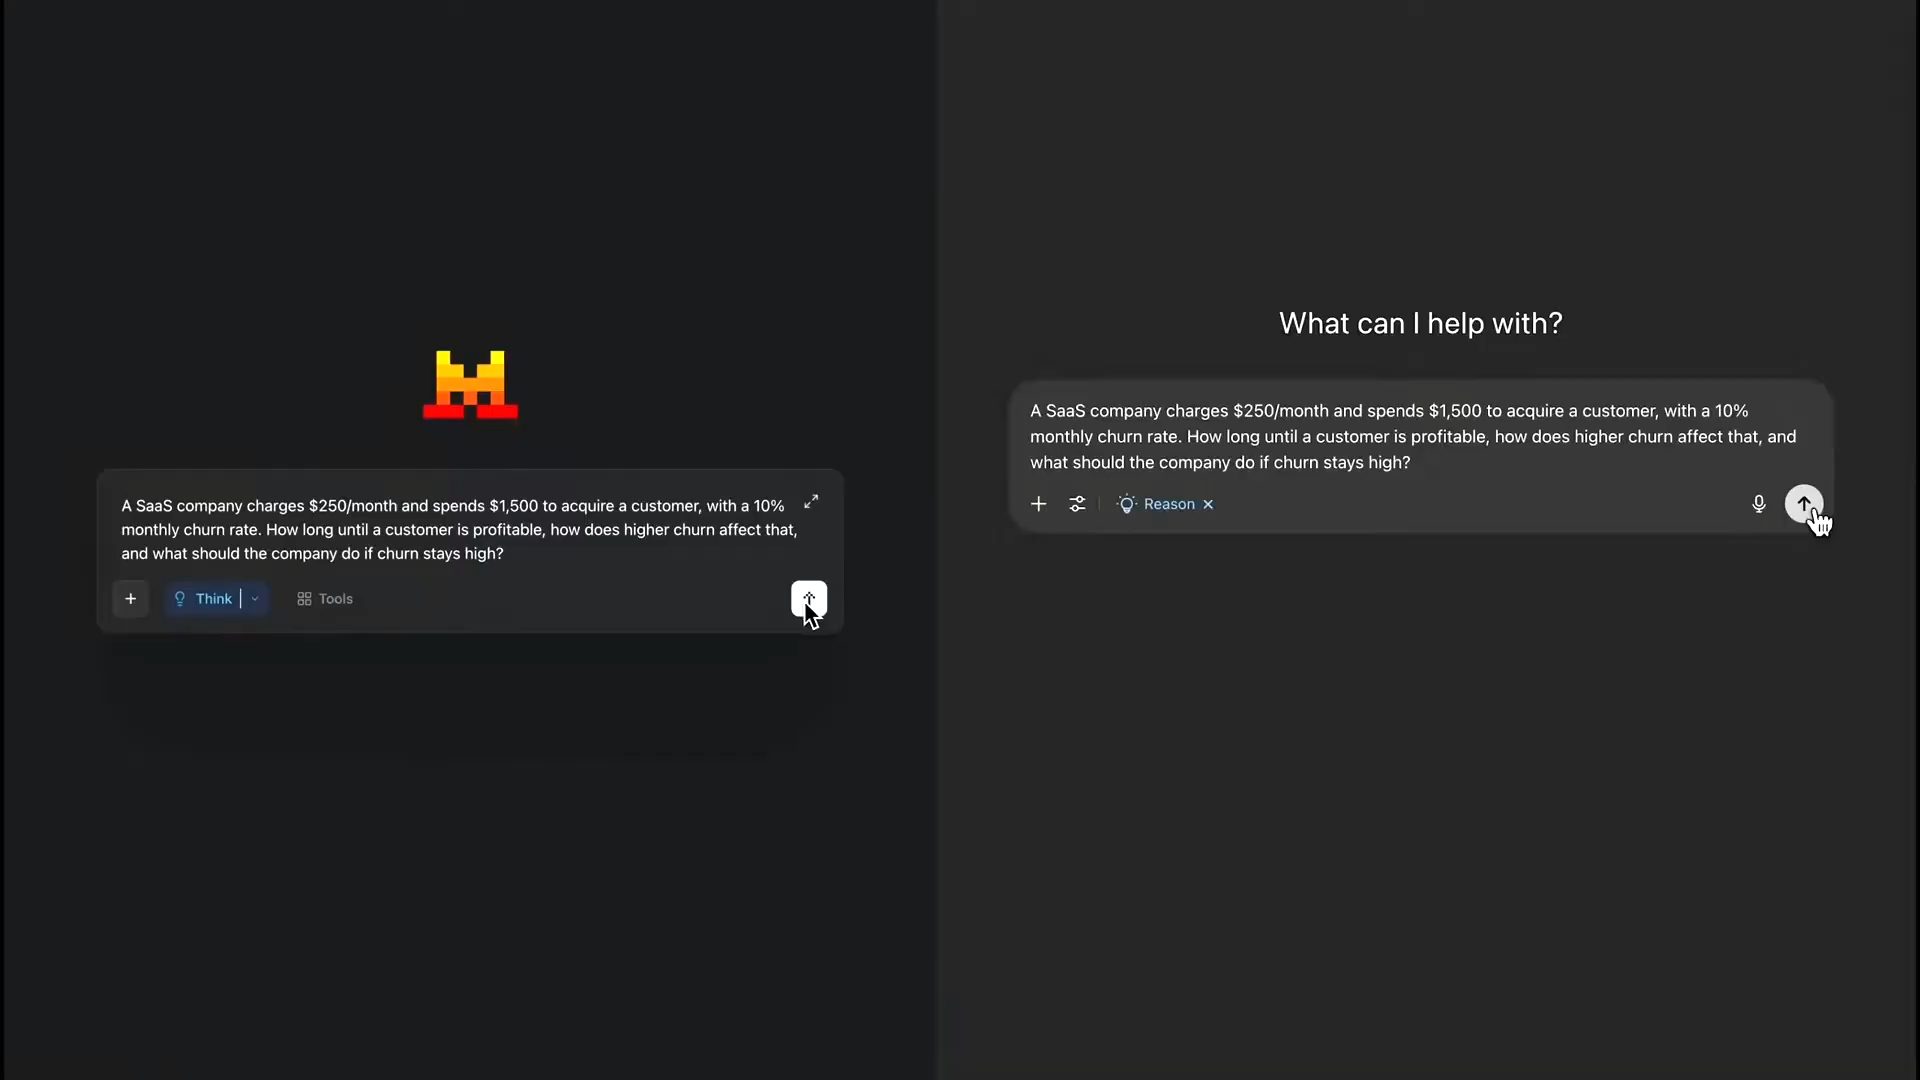 A SaaS company charges $250/month and spends $1,500 to acquire a customer, with a 10%
monthly churn rate. How long until a customer is profitable, how does higher churn affect that,
and what should the company do if churn stays high?
Think
Tools
What can I help with?
A SaaS company charges $250/month and spends $1,500 to acquire a customer, with a 10%
monthly churn rate. How long until a customer is profitable, how does higher churn affect that, and
what should the company do if churn stays high?
Reason